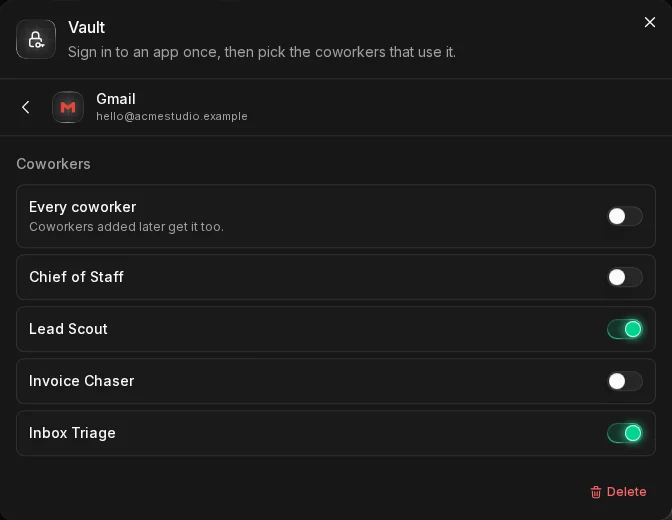 Vault
Sign in to an app once, then pick the coworkers that use it.
Gmail
hello@acmestudio.example
Coworkers
Every coworker
Coworkers added later get it too.
Chief of Staff
Lead Scout
Invoice Chaser
Inbox Triage
Delete